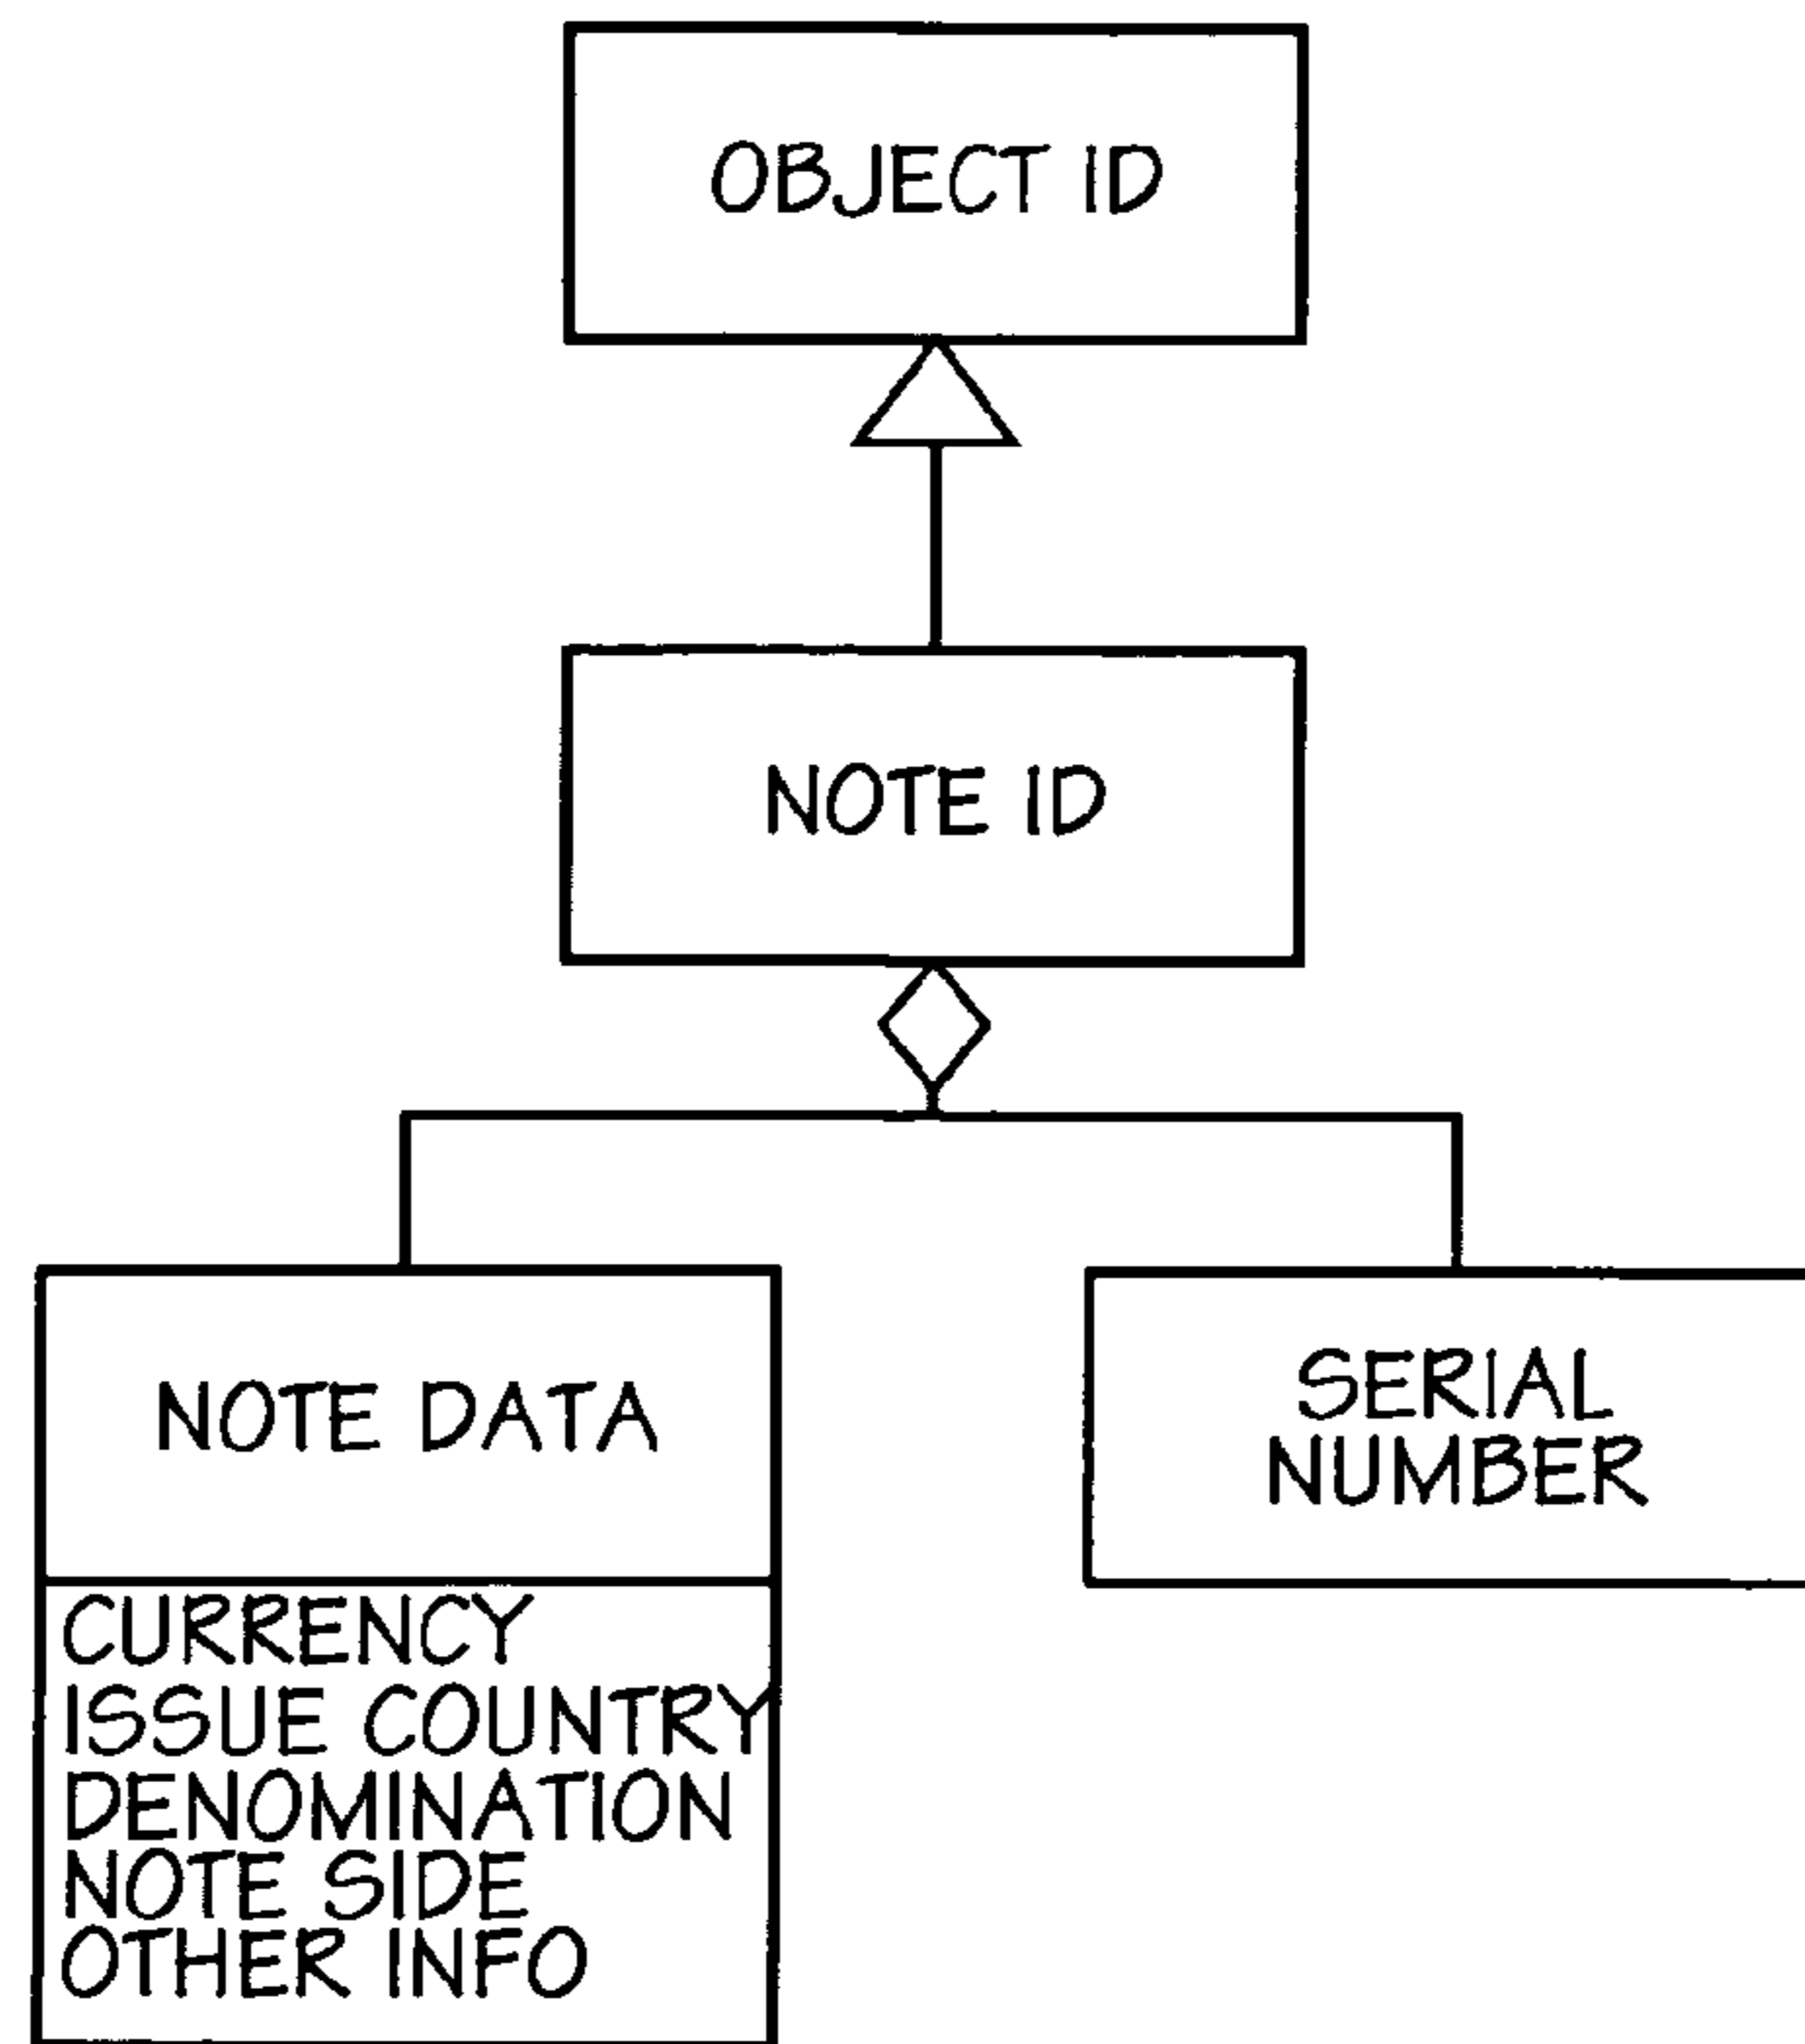 OBJECT ID
NOTE ID
NOTE DATA
CURRENCY
ISSUE COUNTRY
DENOMINATION
NOTE SIDE
OTHER INFO
SERIAL
NUMBER